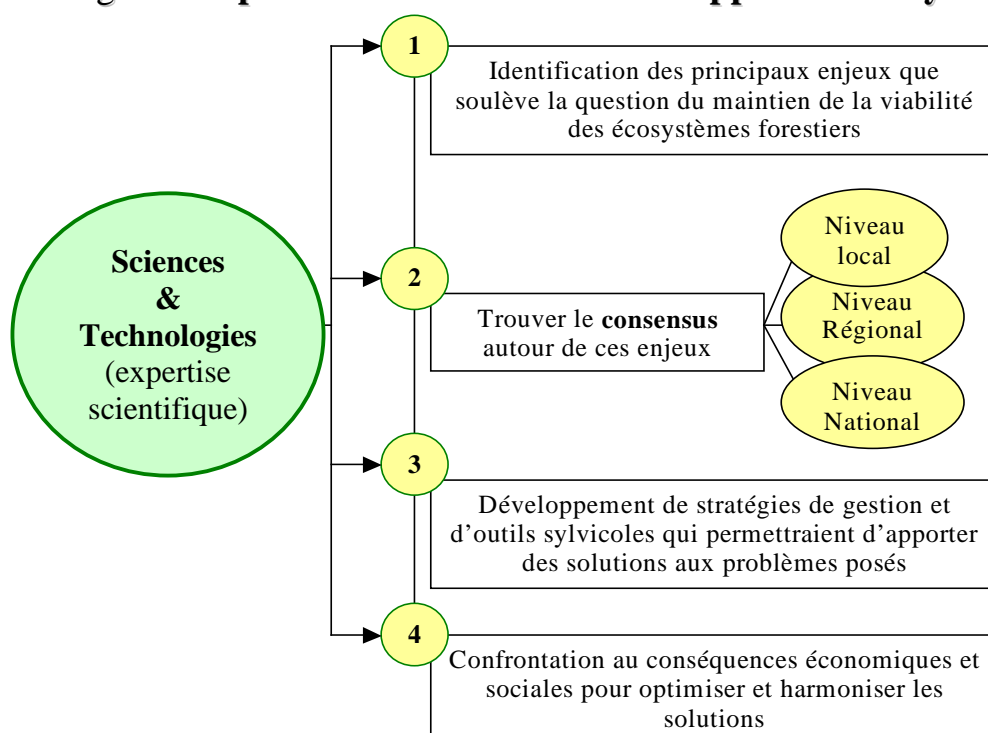 1
Identification des principaux enjeux que
soulève la question du maintien de la viabilité
des écosystèmes forestiers
Sciences
&
Technologies
(expertise
scientifique)
2
Trouver le consensus
autour de ces enjeux
Niveau
local
Niveau
Régional
Niveau
National
3
Développement de stratégies de gestion et
d'outils sylvicoles qui permettraient d'apporter
des solutions aux problèmes posés
4
Confrontation au conséquences économiques et
sociales pour optimiser et harmoniser les
solutions